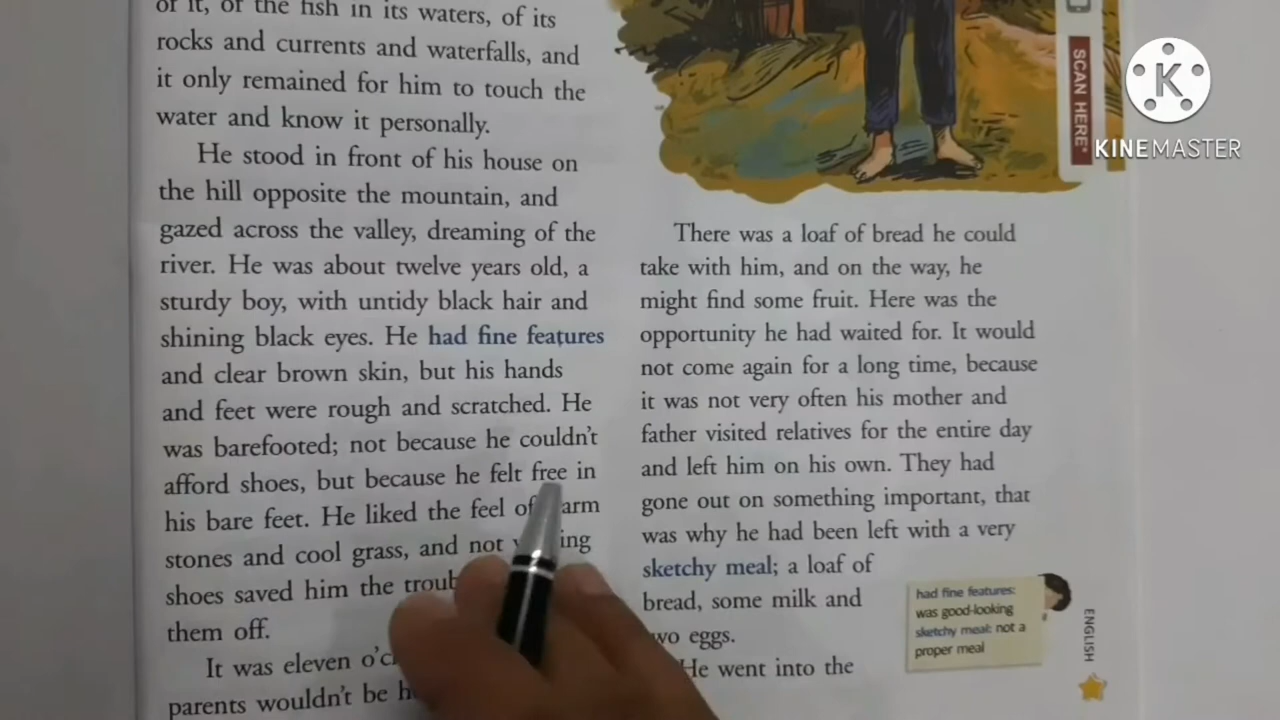 of it, of the fish in its waters, of its
rocks and currents and waterfalls, and
it only remained for him to touch the
water and know it personally.
He stood in front of his house on
the hill opposite the mountain, and
gazed across the valley, dreaming of the
river. He was about twelve years old, a
sturdy boy, with untidy black hair and
shining black eyes. He had fine features
and clear brown skin, but his hands
and feet were rough and scratched. He
was barefooted; not because he couldn't
afford shoes, but because he felt free in
his bare feet. He liked the feel of
stones and cool grass, and not
shoes saved him the
them off.
It was eleven
parents wouldn't be
There was a loaf of bread he could
take with him, and on the way, he
might find some fruit. Here was the
opportunity he had waited for. It would
not come again for a long time, because
it was not very often his mother and
father visited relatives for the entire day
and left him on his own. They had
gone out on something important, that
was why he had been left with a very
sketchy meal; a loaf of
bread, some milk and
two eggs.
He went into the
had fine features:
was good-looking
sketchy meal: not a
proper meal
ENGLISH
SCAN HERE*
K
KINEMASTER